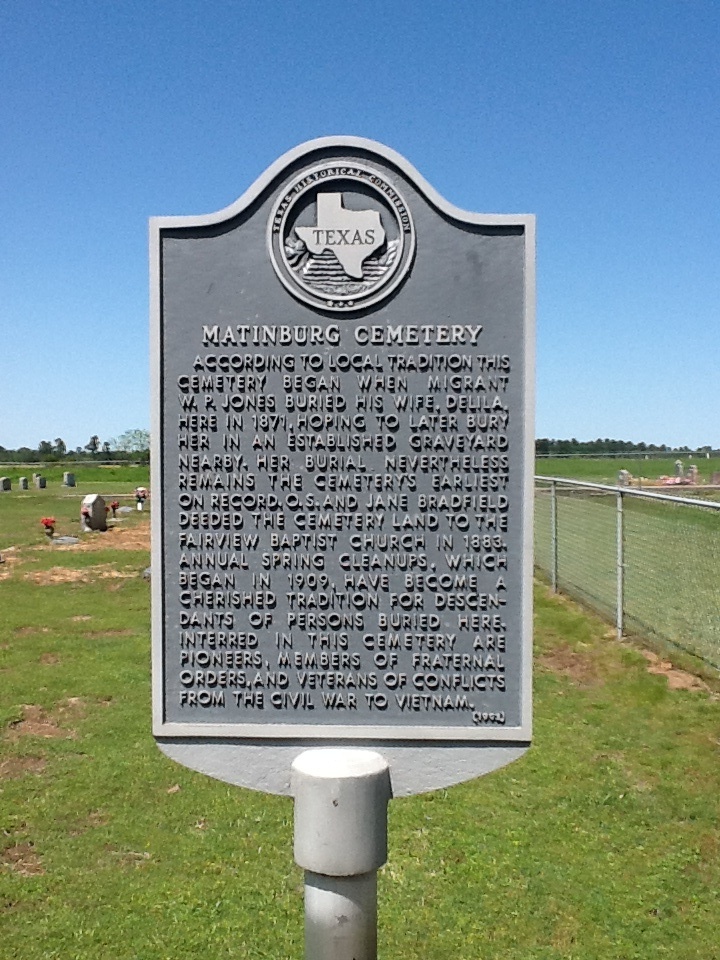 TEXAS HISTORICAL COMMISSION
TEXAS
MATINBURG CEMETERY
ACCORDING TO LOCAL TRADITION THIS
CEMETERY BEGAN WHEN MIGRANT
W. P. JONES BURIED HIS WIFE, DELILA,
HERE IN 1871, HOPING TO LATER BURY
HER IN AN ESTABLISHED GRAVEYARD
NEARBY. HER BURIAL NEVERTHELESS
REMAINS THE CEMETERY'S EARLIEST
ON RECORD. O. S. AND JANE BRADFIELD
DEEDED THE CEMETERY LAND TO THE
FAIRVIEW BAPTIST CHURCH IN 1883.
ANNUAL SPRING CLEANUPS, WHICH
BEGAN IN 1909, HAVE BECOME A
CHERISHED TRADITION FOR DESCEN-
DANTS OF PERSONS BURIED HERE.
INTERRED IN THIS CEMETERY ARE
PIONEERS, MEMBERS OF FRATERNAL
ORDERS, AND VETERANS OF CONFLICTS
FROM THE CIVIL WAR TO VIETNAM.